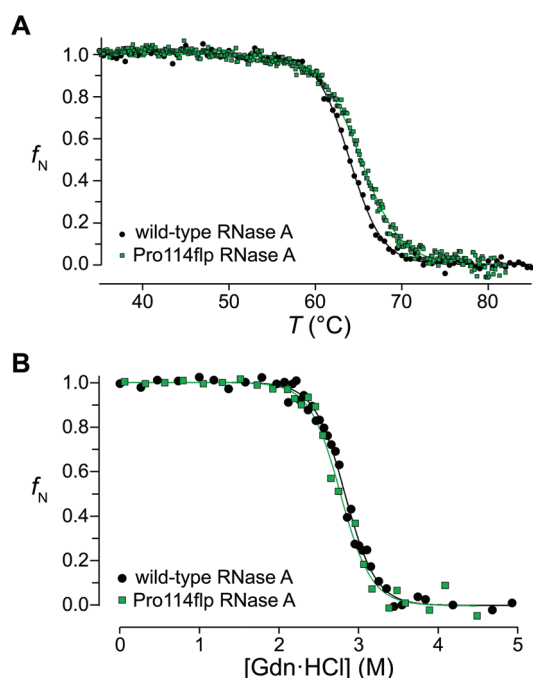 A
1.0
0.8
0.6
f_N
0.4
0.2
0.0
wild-type RNase A
Pro114flp RNase A
40 50 60 70 80
T (°C)
B
1.0
0.8
0.6
f_N
0.4
0.2
0.0
wild-type RNase A
Pro114flp RNase A
0 1 2 3 4 5
[Gdn·HCl] (M)